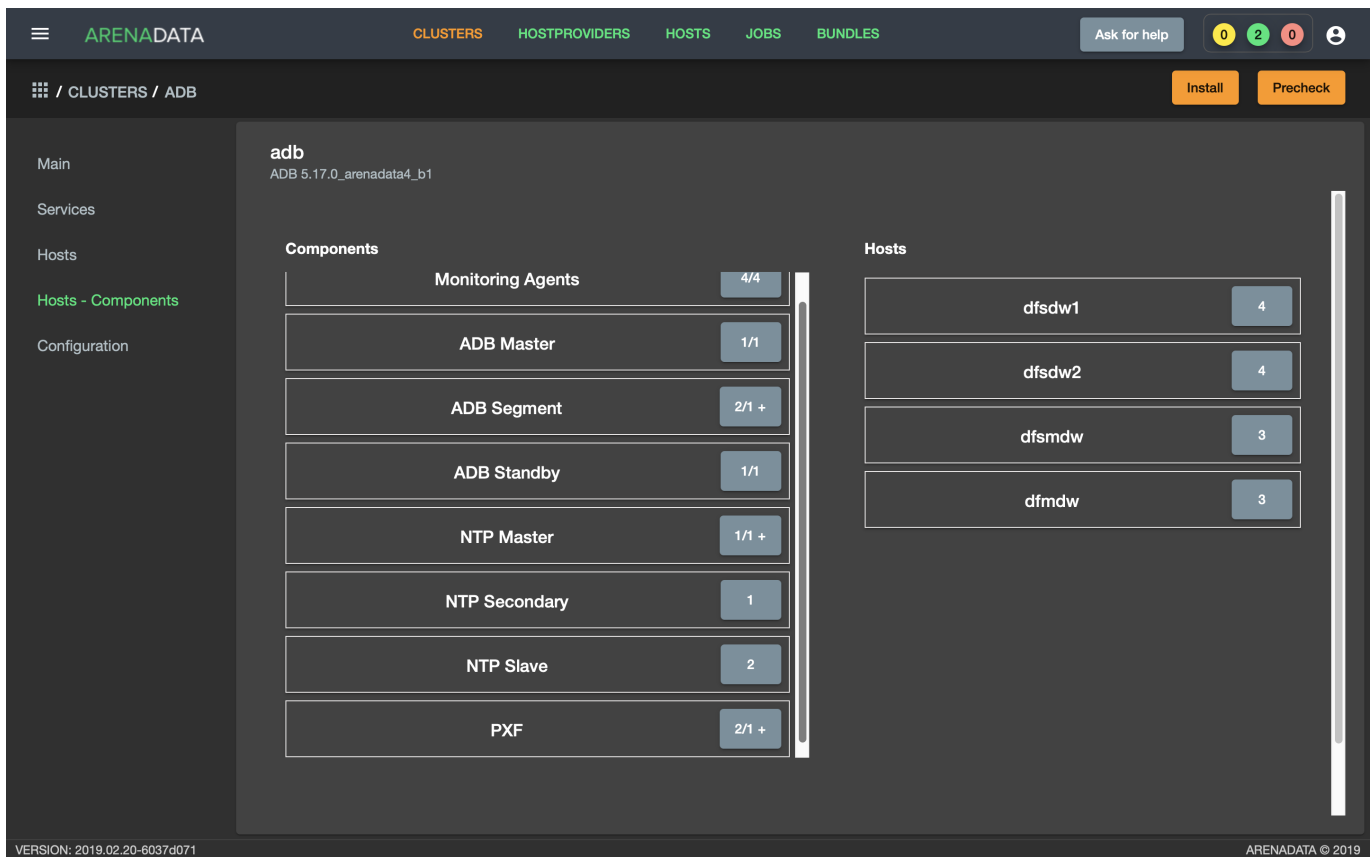 ARENADATA
CLUSTERS HOSTPROVIDERS HOSTS JOBS BUNDLES
Ask for help
0 2 0
/ CLUSTERS / ADB
Install
Precheck
Main
Services
Hosts
Hosts - Components
Configuration
adb
ADB 5.17.0_arenadata4_b1
Components
Monitoring Agents 4/4
ADB Master 1/1
ADB Segment 2/1 +
ADB Standby 1/1
NTP Master 1/1 +
NTP Secondary 1
NTP Slave 2
PXF 2/1 +
Hosts
dfsdw1 4
dfsdw2 4
dfsmdw 3
dfmdw 3
VERSION: 2019.02.20-6037d071
ARENADATA © 2019